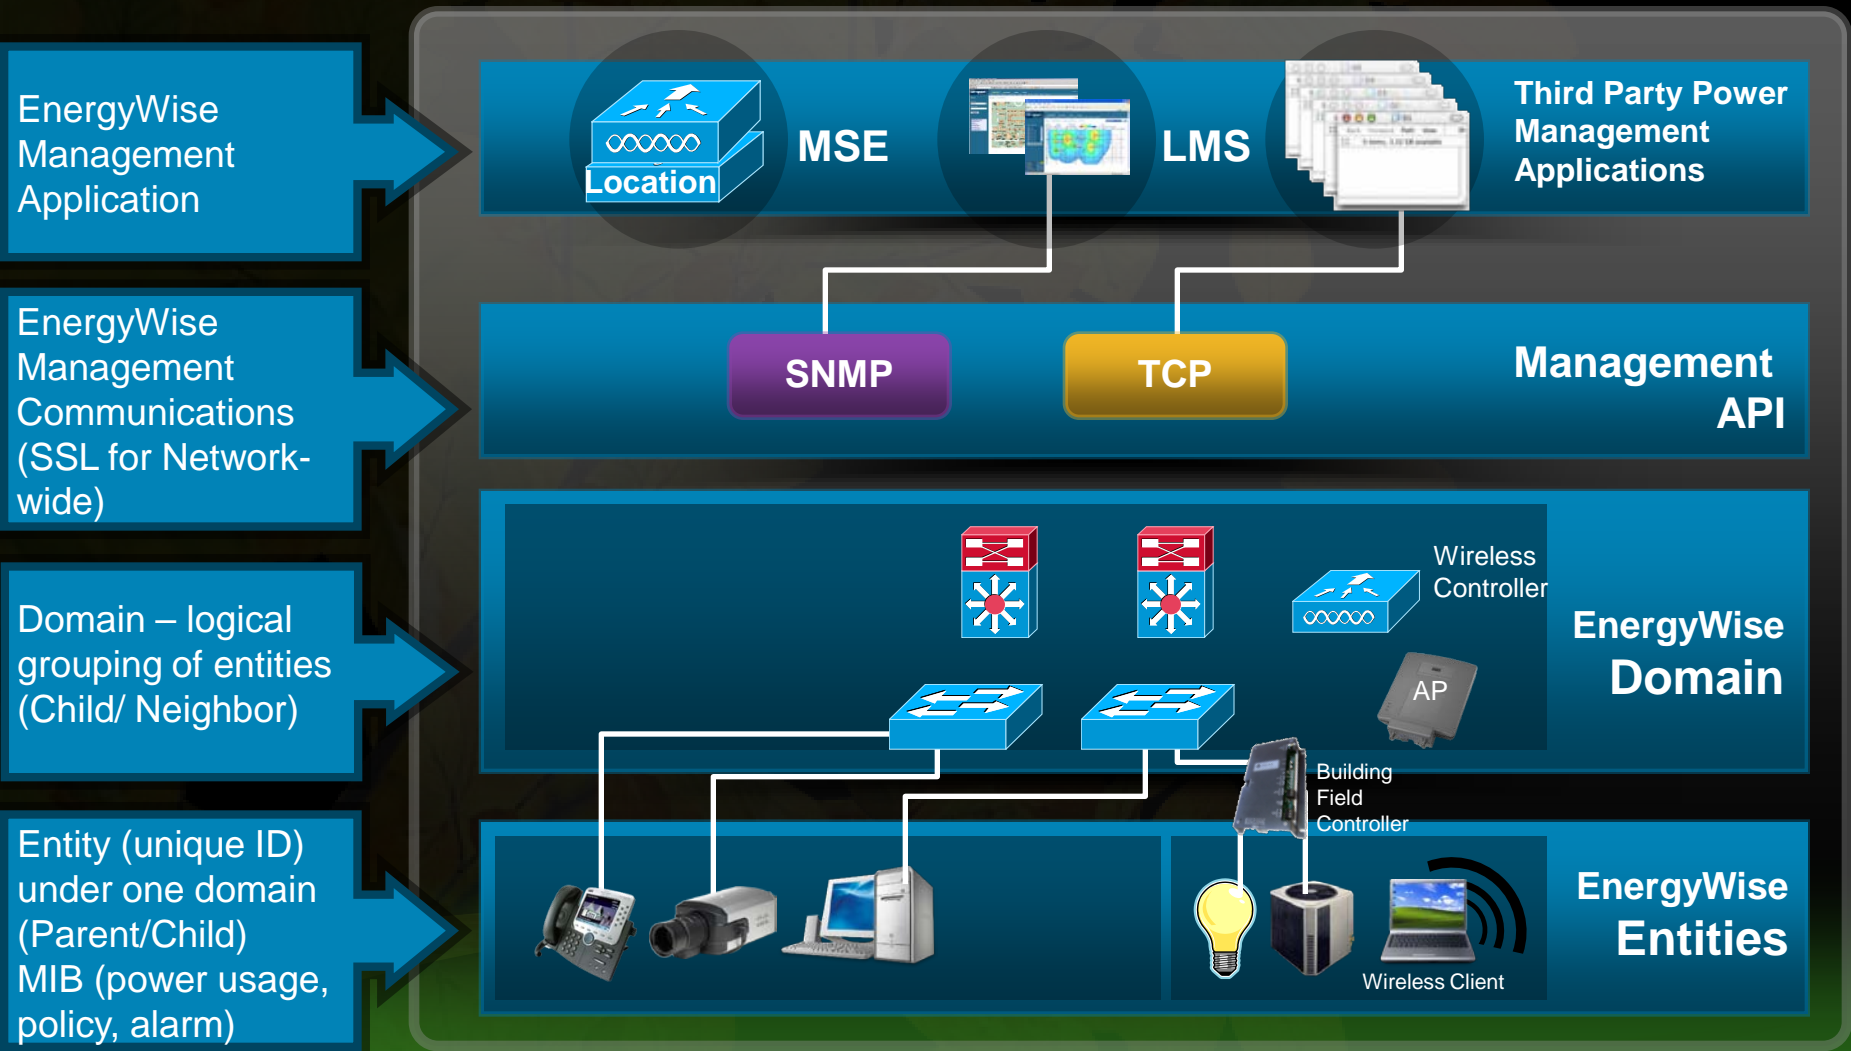 EnergyWise
Management
Application
Location
MSE
LMS
Third Party Power
Management
Applications
EnergyWise
Management
Communications
(SSL for Network-
wide)
SNMP
TCP
Management
API
Domain – logical
grouping of entities
(Child/ Neighbor)
Wireless
Controller
AP
EnergyWise
Domain
Building
Field
Controller
Entity (unique ID)
under one domain
(Parent/Child)
MIB (power usage,
policy, alarm)
Wireless Client
EnergyWise
Entities